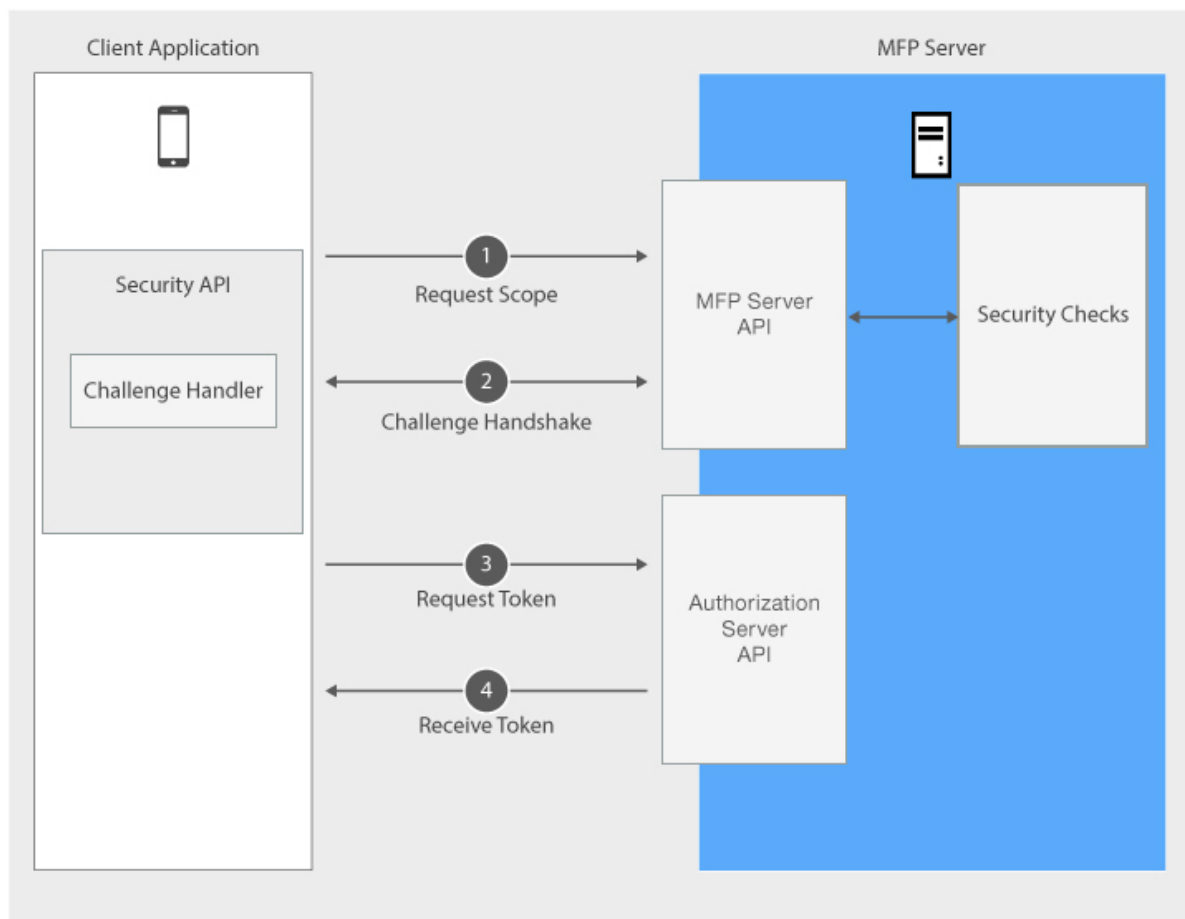 Client Application
MFP Server
Security API
Challenge Handler
1
Request Scope
2
Challenge Handshake
MFP Server
API
Security Checks
3
Request Token
4
Receive Token
Authorization
Server
API